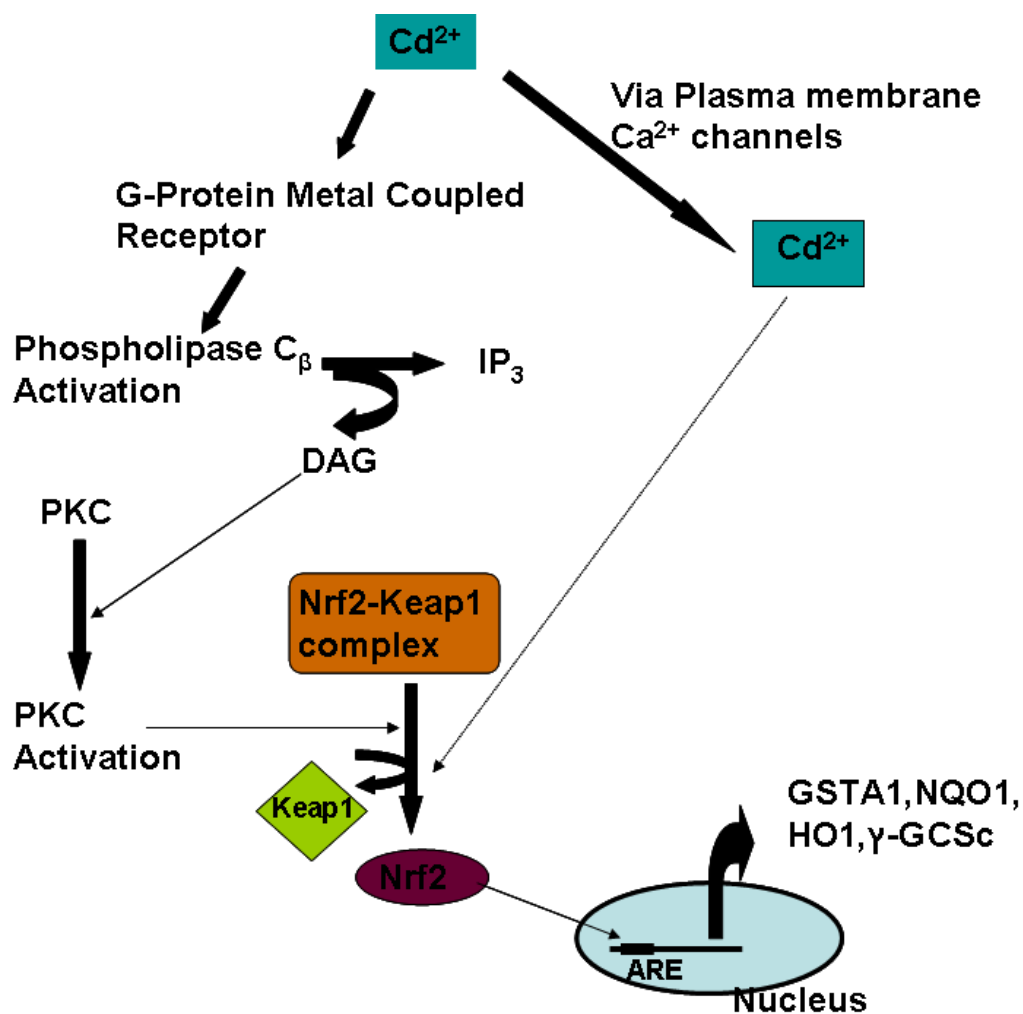 Cd²⁺
Via Plasma membrane
Ca²⁺ channels
G-Protein Metal Coupled
Receptor
Cd²⁺
Phospholipase Cᵦ
Activation
IP₃
DAG
PKC
Nrf2-Keap1
complex
PKC
Activation
Keap1
GSTA1,NQO1,
HO1,γ-GCSc
Nrf2
ARE
Nucleus